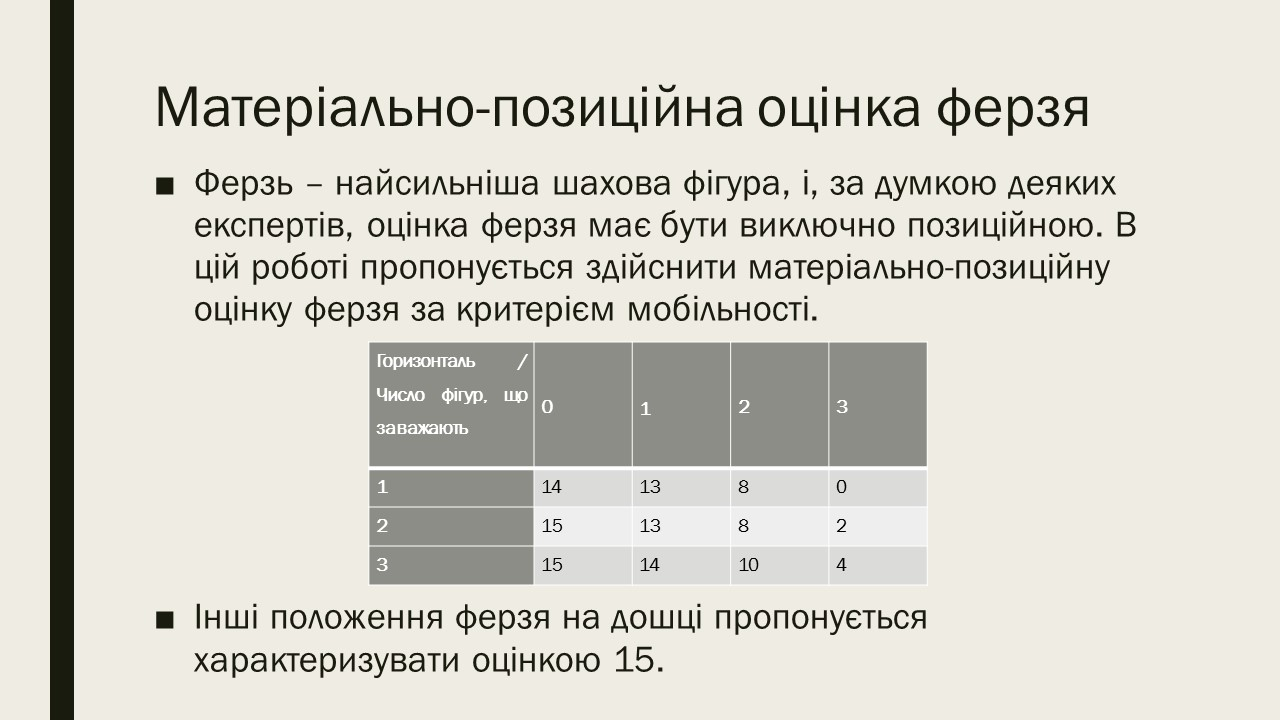 Матеріально-позиційна оцінка ферзя
■ Ферзь – найсильніша шахова фігура, і, за думкою деяких
експертів, оцінка ферзя має бути виключно позиційною. В
цій роботі пропонується здійснити матеріально-позиційну
оцінку ферзя за критерієм мобільності.
Горизонталь /
Число фігур, що
заважають
0 1 2 3
1 14 13 8 0
2 15 13 8 2
3 15 14 10 4
■ Інші положення ферзя на дошці пропонується
характеризувати оцінкою 15.